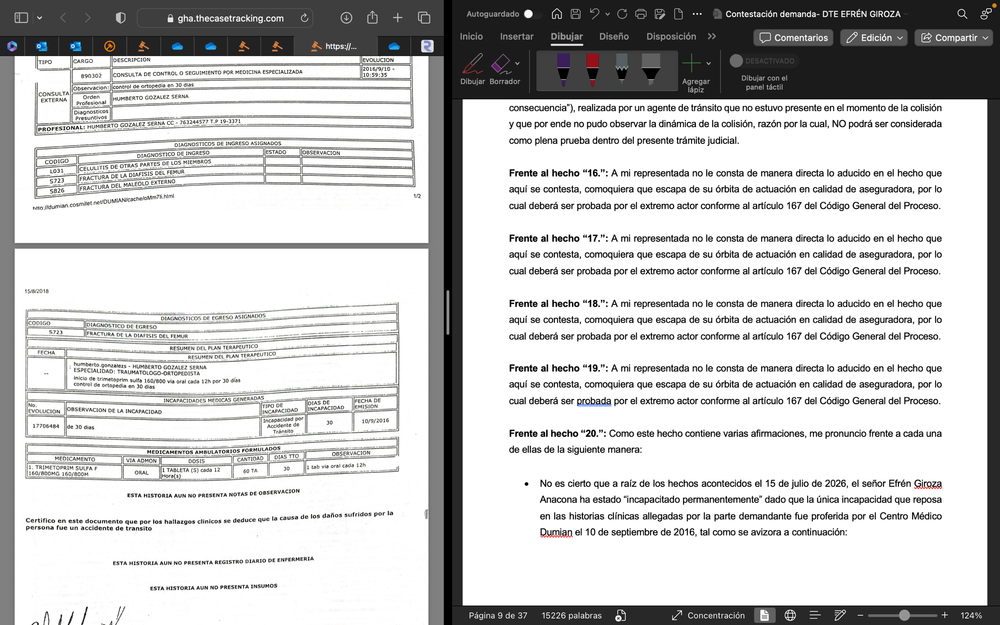 gha.thecasetracking.com
https://...
TIPO CARGO DESCRIPCION EVOLUCION
890302 CONSULTA DE CONTROL O SEGUIMIENTO POR MEDICINA ESPECIALIZADA 2016/9/10 - 10:59:35
CONSULTA EXTERNA
Observacion: control de ortopedia en 30 dias
Orden Profesional HUMBERTO GOZALEZ SERNA
Diagnosticos Presuntivos
PROFESIONAL: HUMBERTO GOZALEZ SERNA CC - 763244577 T.P 19-3371
DIAGNOSTICOS DE INGRESO ASIGNADOS
CODIGO DIAGNOSTICO DE INGRESO ESTADO OBSERVACION
L031 CELULITIS DE OTRAS PARTES DE LOS MIEMBROS
S723 FRACTURA DE LA DIAFISIS DEL FEMUR
S826 FRACTURA DEL MALEOLO EXTERNO
http://dumian.cosmitet.net/DUMIAN/cache/oMm7li.html 1/2
15/8/2018
DIAGNOSTICOS DE EGRESO ASIGNADOS
CODIGO DIAGNOSTICO DE EGRESO
S723 FRACTURA DE LA DIAFISIS DEL FEMUR
RESUMEN DEL PLAN TERAPEUTICO
FECHA RESUMEN DEL PLAN TERAPEUTICO
-- : humberto.gonzalezs - HUMBERTO GOZALEZ SERNA
ESPECIALIDAD: TRAUMATOLOGO-ORTOPEDISTA
inicio de trimetoprim sulfa 160/800 via oral cada 12h por 30 dias
control de ortopedia en 30 dias
INCAPACIDADES MEDICAS GENERADAS
No. EVOLUCION OBSERVACION DE LA INCAPACIDAD TIPO DE INCAPACIDAD DIAS DE INCAPACIDAD FECHA DE EMISION
17706484 de 30 dias Incapacidad por Accidente de Tránsito 30 10/9/2016
MEDICAMENTOS AMBULATORIOS FORMULADOS
MEDICAMENTO VIA ADMON DOSIS CANTIDAD DIAS TTO OBSERVACION
1. TRIMETOPRIM SULFA F 160/800MG 160/800M ORAL 1 TABLETA (S) cada 12 Hora(s) 60 TA 30 1 tab via oral cada 12h
ESTA HISTORIA AUN NO PRESENTA NOTAS DE OBSERVACION
Certifico en este documento que por los hallazgos clinicos se deduce que la causa de los daños sufridos por la
persona fue un accidente de transito
ESTA HISTORIA AUN NO PRESENTA REGISTRO DIARIO DE ENFERMERIA
ESTA HISTORIA AUN NO PRESENTA INSUMOS
Autoguardado
Contestación demanda- DTE EFRÉN GIROZA
Inicio Insertar Dibujar Diseño Disposición
Comentarios Edición Compartir
Dibujar Borrador
Agregar lápiz
DESACTIVADO
Dibujar con el panel táctil
consecuencia”), realizada por un agente de tránsito que no estuvo presente en el momento de la colisión
y que por ende no pudo observar la dinámica de la colisión, razón por la cual, NO podrá ser considerada
como plena prueba dentro del presente trámite judicial.
Frente al hecho “16.”: A mi representada no le consta de manera directa lo aducido en el hecho que
aquí se contesta, comoquiera que escapa de su órbita de actuación en calidad de aseguradora, por lo
cual deberá ser probada por el extremo actor conforme al artículo 167 del Código General del Proceso.
Frente al hecho “17.”: A mi representada no le consta de manera directa lo aducido en el hecho que
aquí se contesta, comoquiera que escapa de su órbita de actuación en calidad de aseguradora, por lo
cual deberá ser probada por el extremo actor conforme al artículo 167 del Código General del Proceso.
Frente al hecho “18.”: A mi representada no le consta de manera directa lo aducido en el hecho que
aquí se contesta, comoquiera que escapa de su órbita de actuación en calidad de aseguradora, por lo
cual deberá ser probada por el extremo actor conforme al artículo 167 del Código General del Proceso.
Frente al hecho “19.”: A mi representada no le consta de manera directa lo aducido en el hecho que
aquí se contesta, comoquiera que escapa de su órbita de actuación en calidad de aseguradora, por lo
cual deberá ser probada por el extremo actor conforme al artículo 167 del Código General del Proceso.
Frente al hecho “20.”: Como este hecho contiene varias afirmaciones, me pronuncio frente a cada una
de ellas de la siguiente manera:
• No es cierto que a raíz de los hechos acontecidos el 15 de julio de 2026, el señor Efrén Giroza
Anacona ha estado “incapacitado permanentemente” dado que la única incapacidad que reposa
en las historias clínicas allegadas por la parte demandante fue proferida por el Centro Médico
Dumian el 10 de septiembre de 2016, tal como se avizora a continuación:
Página 9 de 37 15226 palabras Concentración 124%